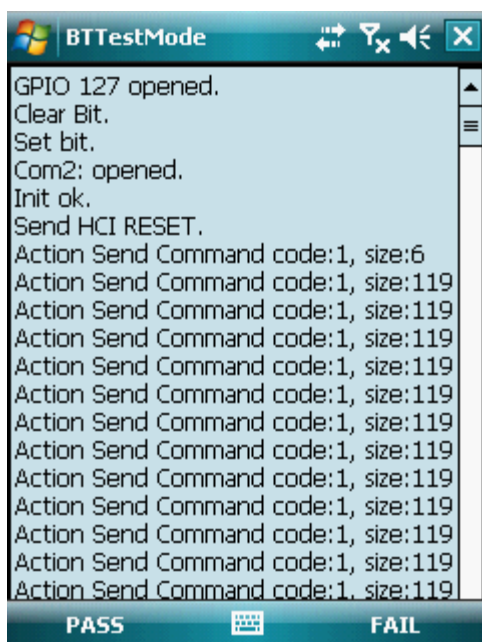 BTTestMode
GPIO 127 opened.
Clear Bit.
Set bit.
Com2: opened.
Init ok.
Send HCI RESET.
Action Send Command code:1, size:6
Action Send Command code:1, size:119
Action Send Command code:1, size:119
Action Send Command code:1, size:119
Action Send Command code:1, size:119
Action Send Command code:1, size:119
Action Send Command code:1, size:119
Action Send Command code:1, size:119
Action Send Command code:1, size:119
Action Send Command code:1, size:119
Action Send Command code:1, size:119
Action Send Command code:1, size:119
Action Send Command code:1, size:119
PASS FAIL